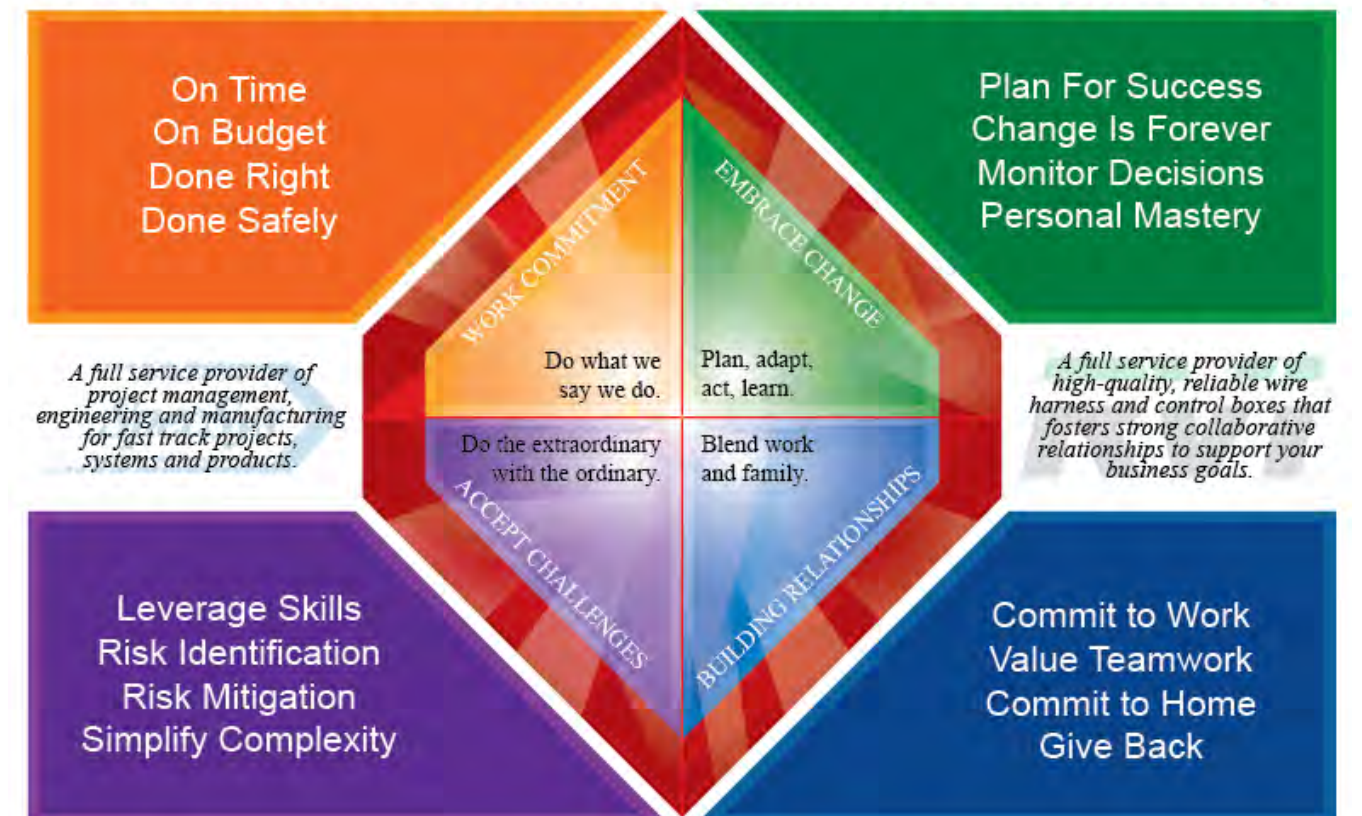 On Time
On Budget
Done Right
Done Safely
Plan For Success
Change Is Forever
Monitor Decisions
Personal Mastery
WORK COMMITMENT
EMBRACE CHANGE
Do what we
say we do.
Plan, adapt,
act, learn.
A full service provider of
project management,
engineering and manufacturing
for fast track projects,
systems and products.
A full service provider of
high-quality, reliable wire
harness and control boxes that
fosters strong collaborative
relationships to support your
business goals.
Do the extraordinary
with the ordinary.
Blend work
and family.
ACCEPT CHALLENGES
BUILDING RELATIONSHIPS
Leverage Skills
Risk Identification
Risk Mitigation
Simplify Complexity
Commit to Work
Value Teamwork
Commit to Home
Give Back